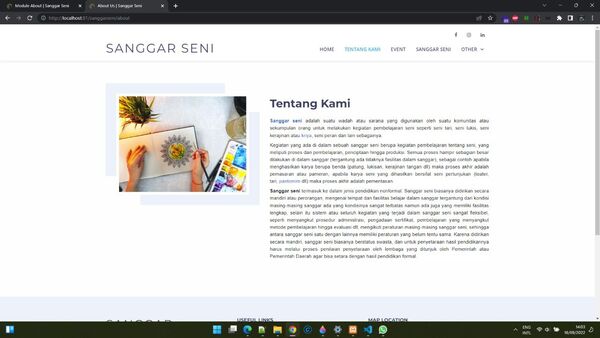 Module About | Sanggar Seni
About Us | Sanggar Seni
http://localhost:81/sanggarseni/about
SANGGAR SENI
HOME TENTANG KAMI EVENT SANGGAR SENI OTHER
Tentang Kami
Sanggar seni adalah suatu wadah atau sarana yang digunakan oleh suatu komunitas atau
sekumpulan orang untuk melakukan kegiatan pembelajaran seni seperti seni tari, seni lukis, seni
kerajinan atau kriya, seni peran dan lain sebagainya.
Kegiatan yang ada di dalam sebuah sanggar seni berupa kegiatan pembelajaran tentang seni, yang
meliputi proses dari pembelajaran, penciptaan hingga produksi. Semua proses hampir sebagian besar
dilakukan di dalam sanggar (tergantung ada tidaknya fasilitas dalam sanggar), sebagai contoh apabila
menghasilkan karya berupa benda (patung, lukisan, kerajinan tangan dll) maka proses akhir adalah
pemasaran atau pameran, apabila karya yang dihasilkan bersifat seni pertunjukan (teater,
tari, pantomim dll) maka proses akhir adalah pementasan.
Sanggar seni termasuk ke dalam jenis pendidikan nonformal. Sanggar seni biasanya didirikan secara
mandiri atau perorangan, mengenai tempat dan fasilitas belajar dalam sanggar tergantung dari kondisi
masing masing sanggar ada yang kondisinya sangat terbatas namun ada juga yang memiliki fasilitas
lengkap, selain itu sistem atau seluruh kegiatan yang terjadi dalam sanggar seni sangat fleksibel,
seperti menyangkut prosedur administrasi, pengadaan sertifikat, pembelajaran yang menyangkut
metode pembelajaran hingga evaluasi dll, mengikuti peraturan masing-masing sanggar seni, sehingga
antara sanggar seni satu dengan lainnya memiliki peraturan yang belum tentu sama. Karena didirikan
secara mandiri, sanggar seni biasanya berstatus swasta, dan untuk penyetaraan hasil pendidikannya
harus melalui proses penilaian penyetaraan oleh lembaga yang ditunjuk oleh Pemerintah atau
Pemerintah Daerah agar bisa setara dengan hasil pendidikan formal.
SANGGAR
USEFUL LINKS
MAP LOCATION
ENG
INTL
14:03
16/09/2022